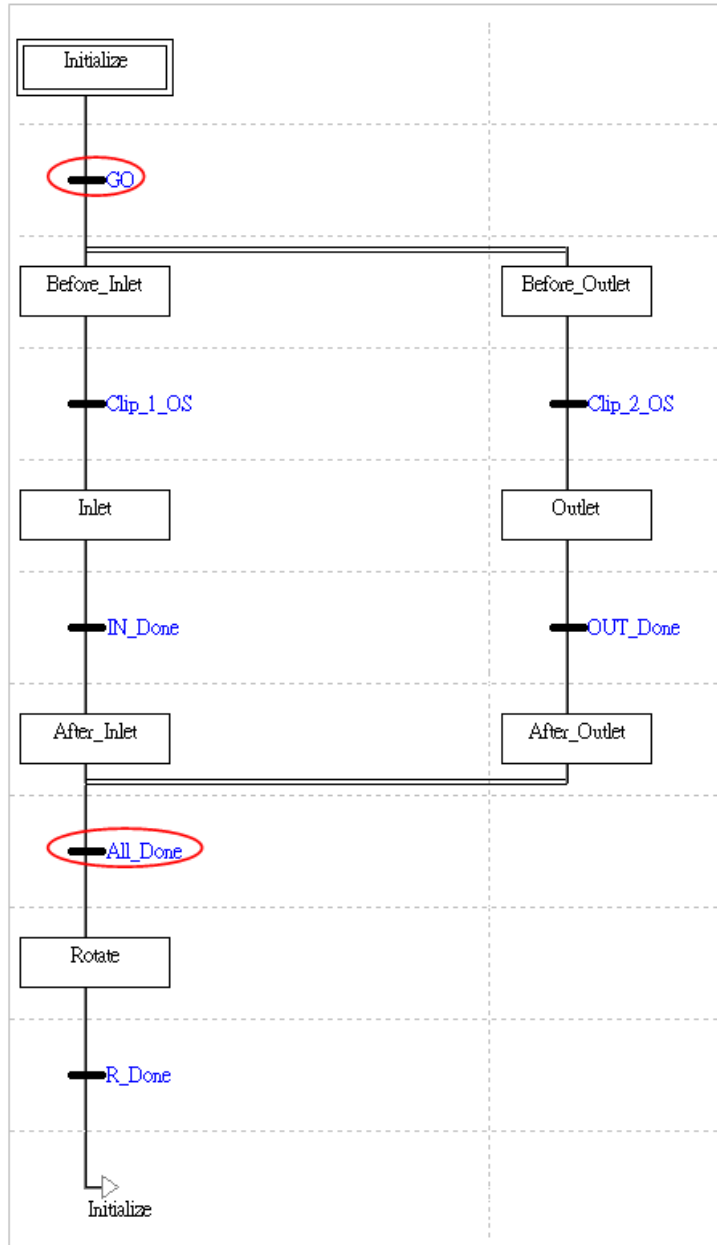 Initialize
GO
Before_Inlet
Before_Outlet
Clip_1_OS
Clip_2_OS
Inlet
Outlet
IN_Done
OUT_Done
After_Inlet
After_Outlet
All_Done
Rotate
R_Done
Initialize